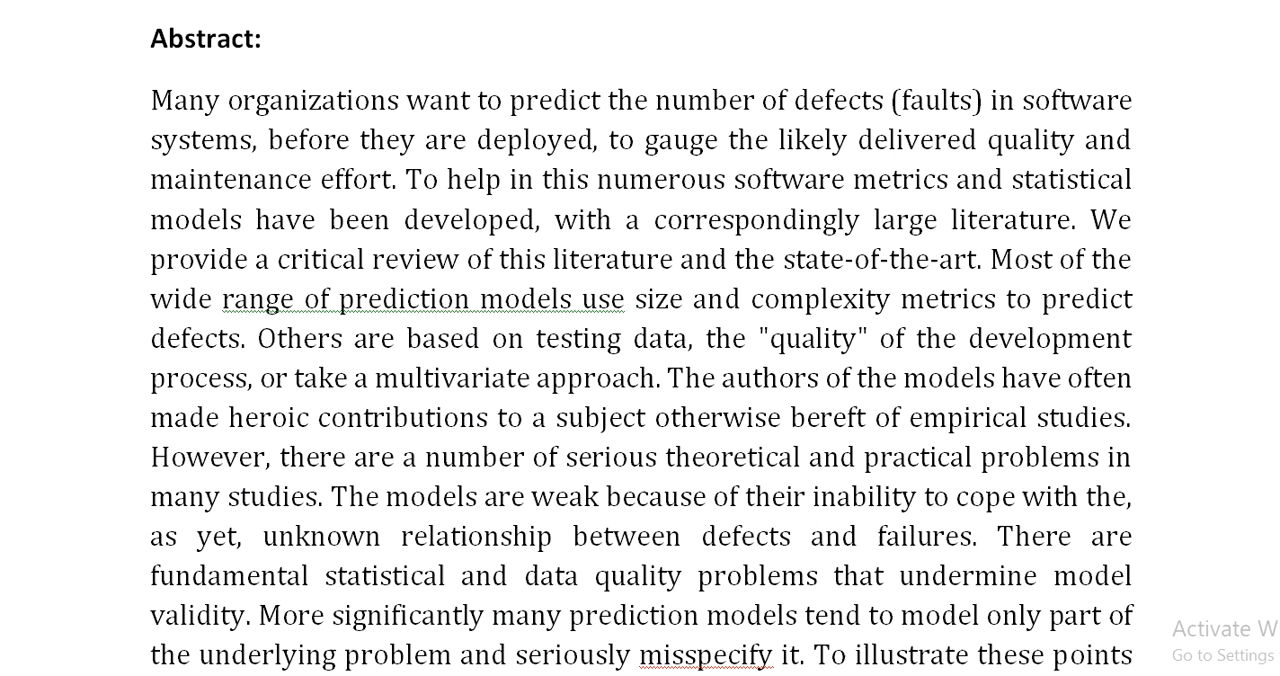 Abstract:
Many organizations want to predict the number of defects (faults) in software
systems, before they are deployed, to gauge the likely delivered quality and
maintenance effort. To help in this numerous software metrics and statistical
models have been developed, with a correspondingly large literature. We
provide a critical review of this literature and the state-of-the-art. Most of the
wide range of prediction models use size and complexity metrics to predict
defects. Others are based on testing data, the "quality" of the development
process, or take a multivariate approach. The authors of the models have often
made heroic contributions to a subject otherwise bereft of empirical studies.
However, there are a number of serious theoretical and practical problems in
many studies. The models are weak because of their inability to cope with the,
as yet, unknown relationship between defects and failures. There are
fundamental statistical and data quality problems that undermine model
validity. More significantly many prediction models tend to model only part of
the underlying problem and seriously misspecify it. To illustrate these points
Activate W
Go to Settings